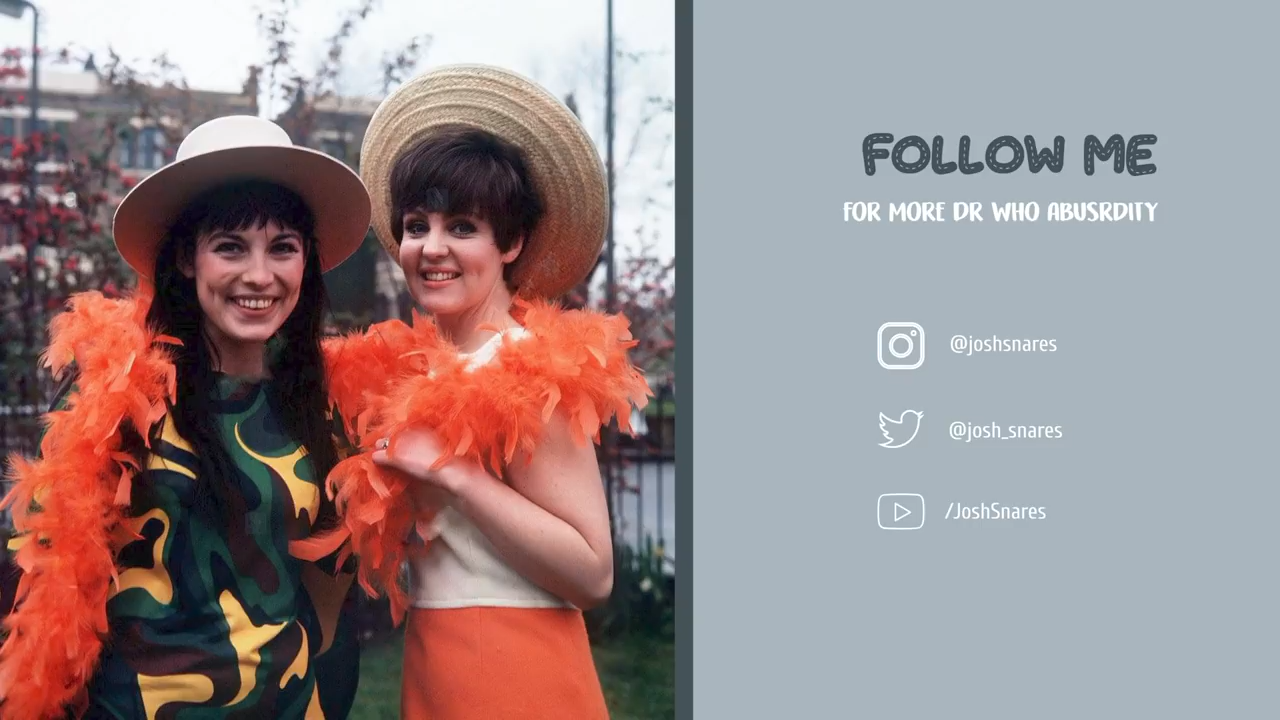 FOLLOW ME
FOR MORE DR WHO ABUSRDITY
@joshsnares
@josh_snares
/JoshSnares